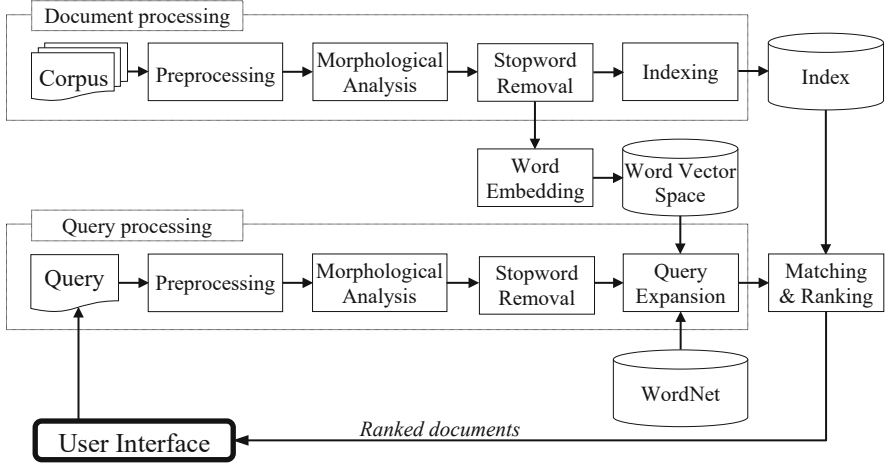 Document processing
Corpus
Preprocessing
Morphological
Analysis
Stopword
Removal
Indexing
Index
Word
Embedding
Word Vector
Space
Query processing
Query
Preprocessing
Morphological
Analysis
Stopword
Removal
Query
Expansion
Matching
& Ranking
WordNet
User Interface
Ranked documents